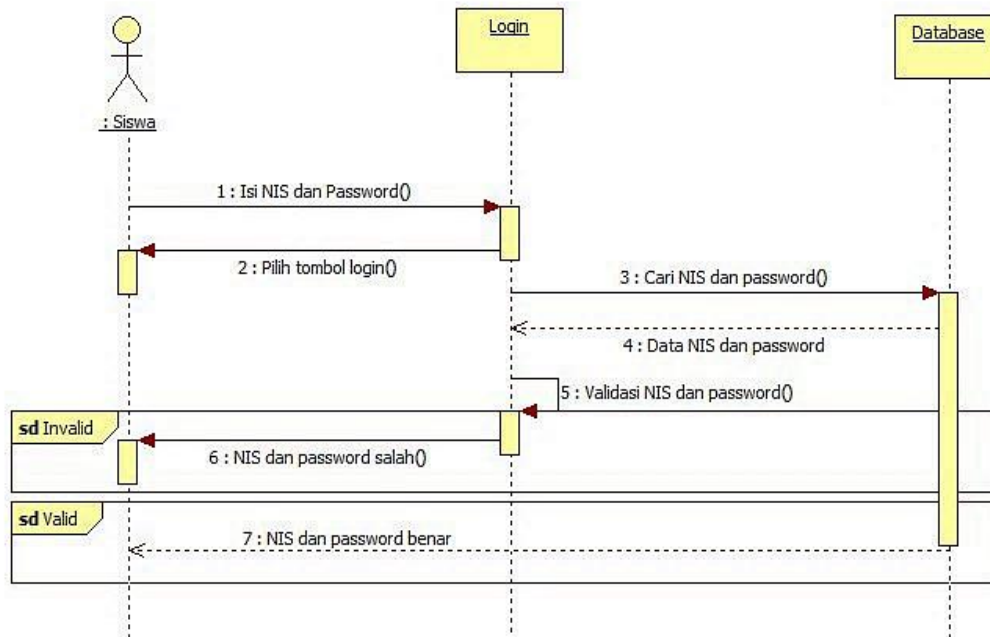 Login
Database
: Siswa
1 : Isi NIS dan Password()
2 : Pilih tombol login()
3 : Cari NIS dan password()
4 : Data NIS dan password
5 : Validasi NIS dan password()
sd Invalid
6 : NIS dan password salah()
sd Valid
7 : NIS dan password benar